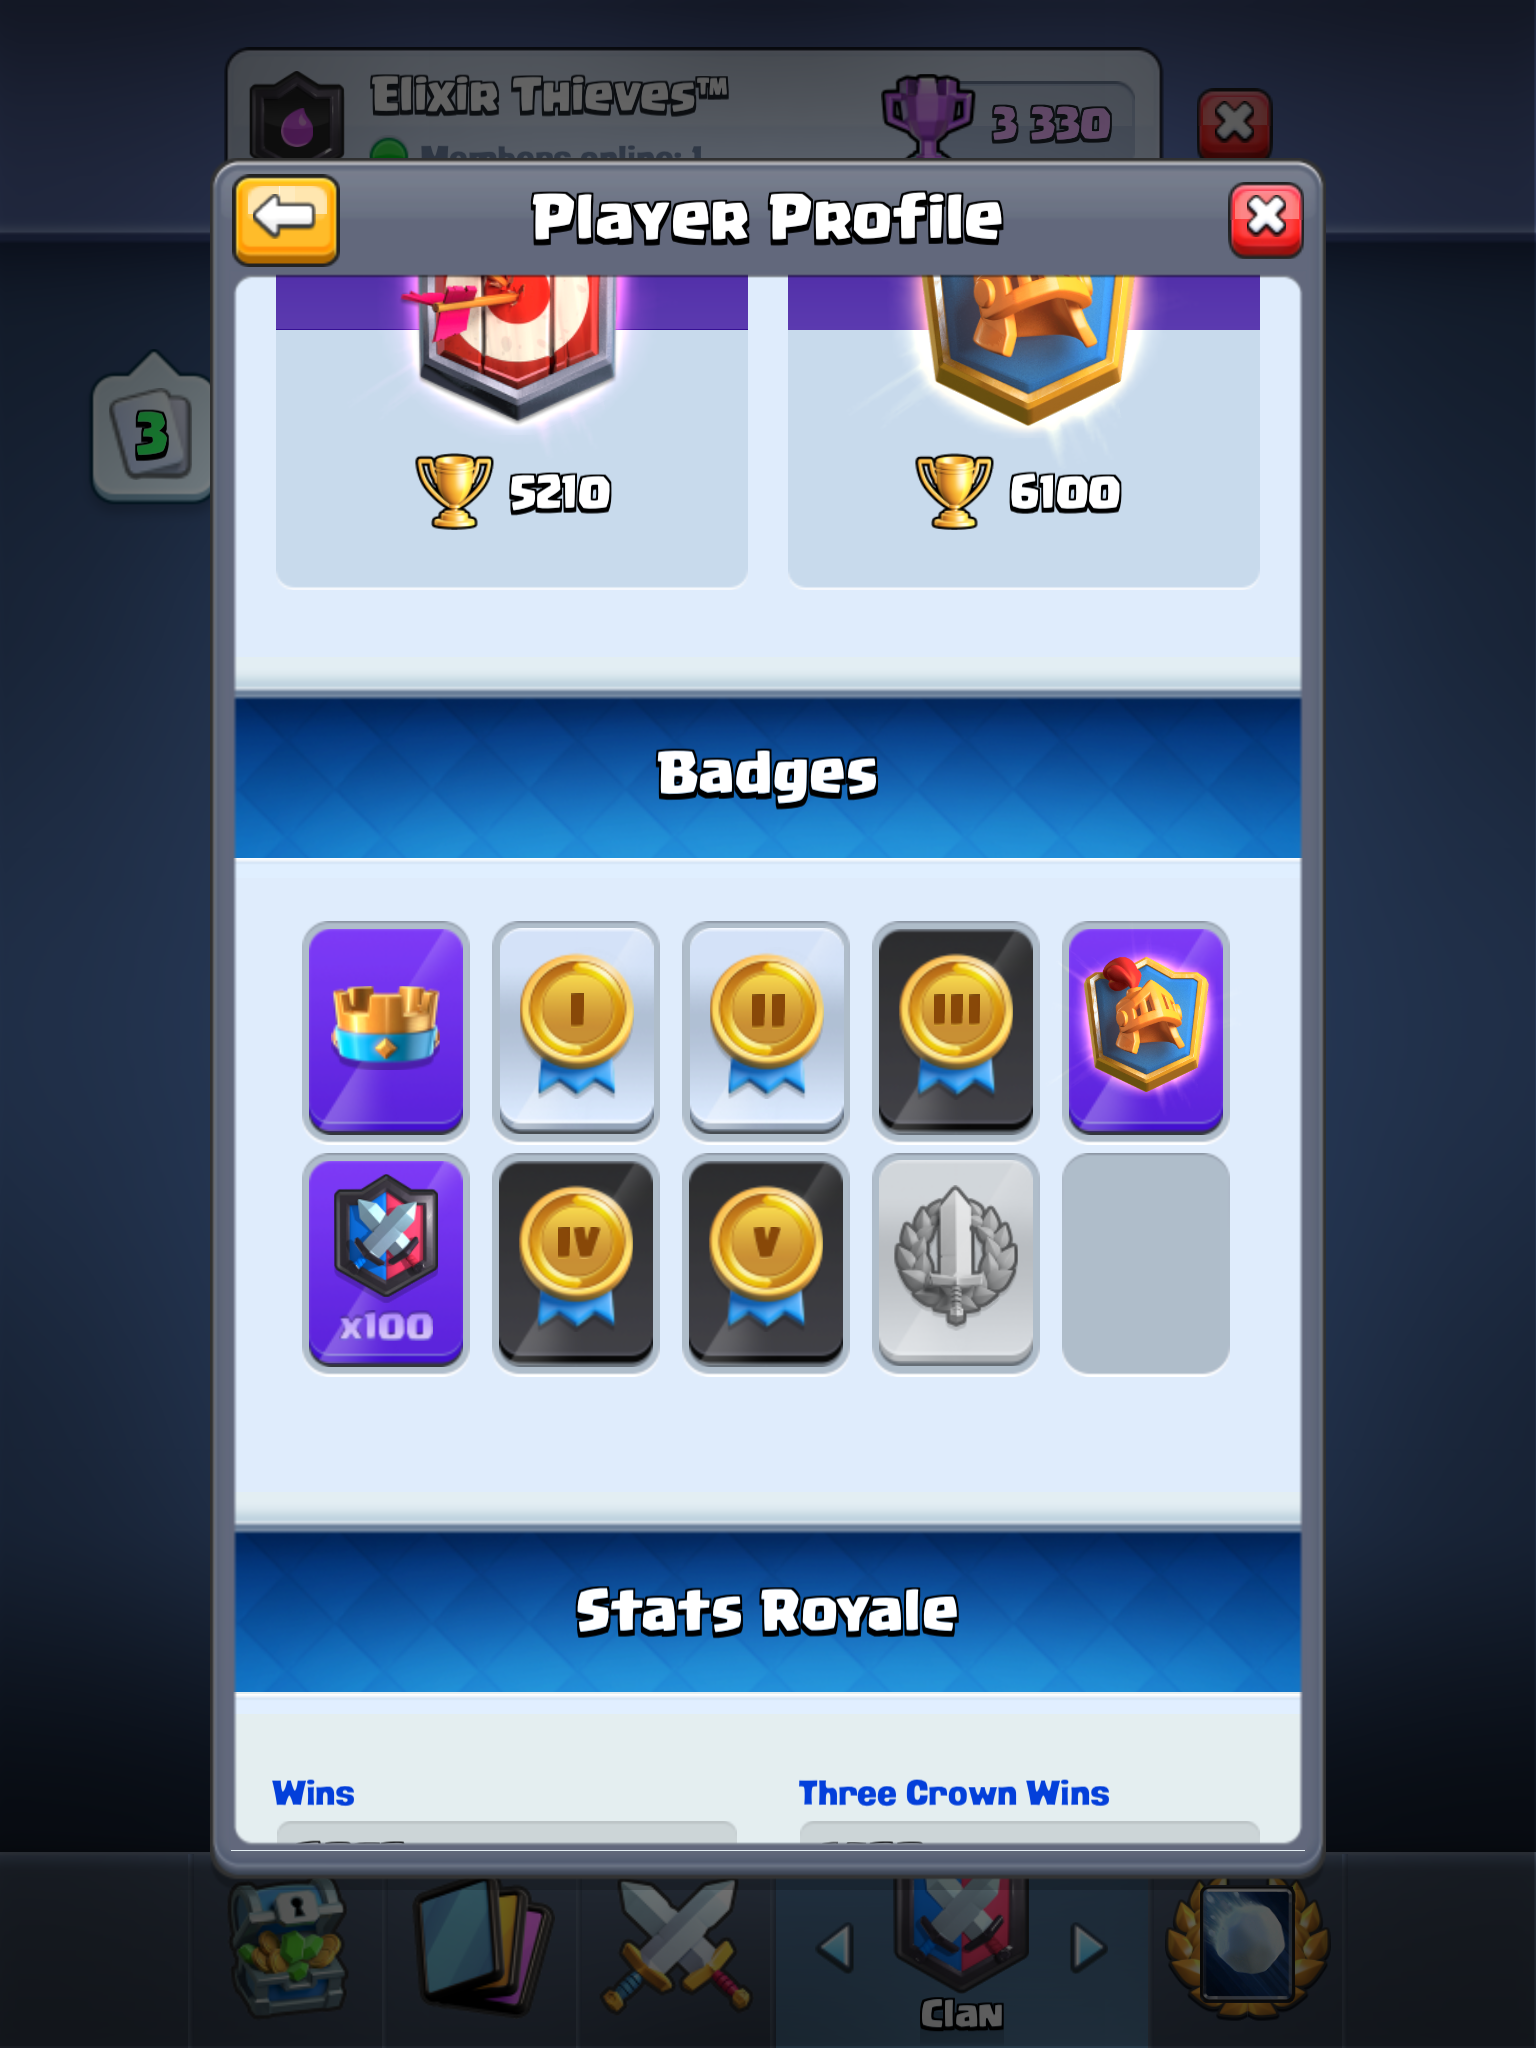 Elixir Thieves™
3 330
Members online: 1
Player Profile
3
5210
6100
Badges
I
II
III
x100
IV
V
Stats Royale
Wins
Three Crown Wins
Clan